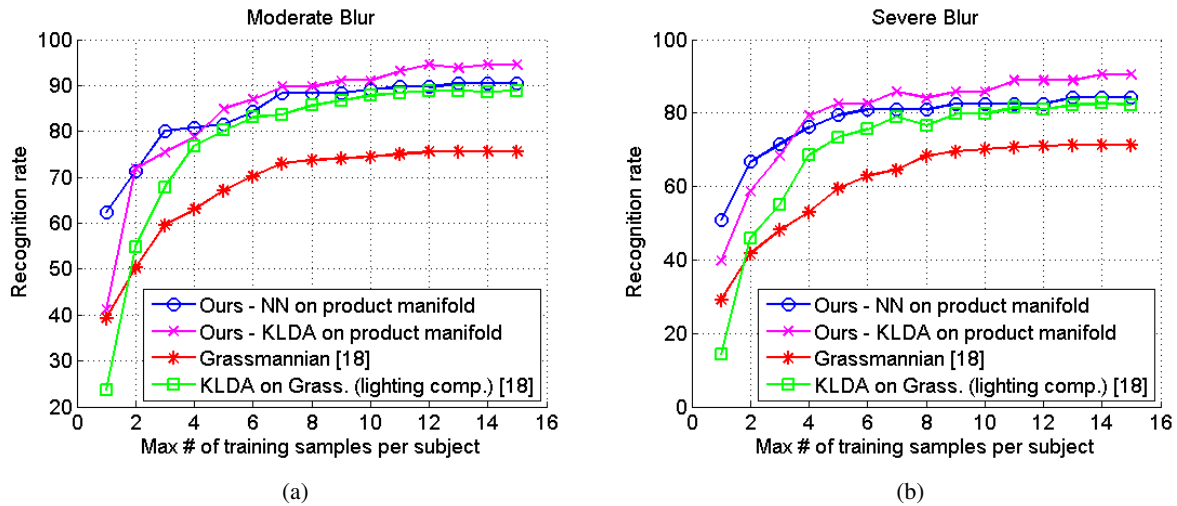 Moderate Blur
100
90
80
70
60
50
40
30
20
Recognition rate
0 2 4 6 8 10 12 14 16
Max # of training samples per subject
Ours - NN on product manifold
Ours - KLDA on product manifold
Grassmannian [18]
KLDA on Grass. (lighting comp.) [18]
(a)
Severe Blur
100
80
60
40
20
0
Recognition rate
0 2 4 6 8 10 12 14 16
Max # of training samples per subject
Ours - NN on product manifold
Ours - KLDA on product manifold
Grassmannian [18]
KLDA on Grass. (lighting comp.) [18]
(b)